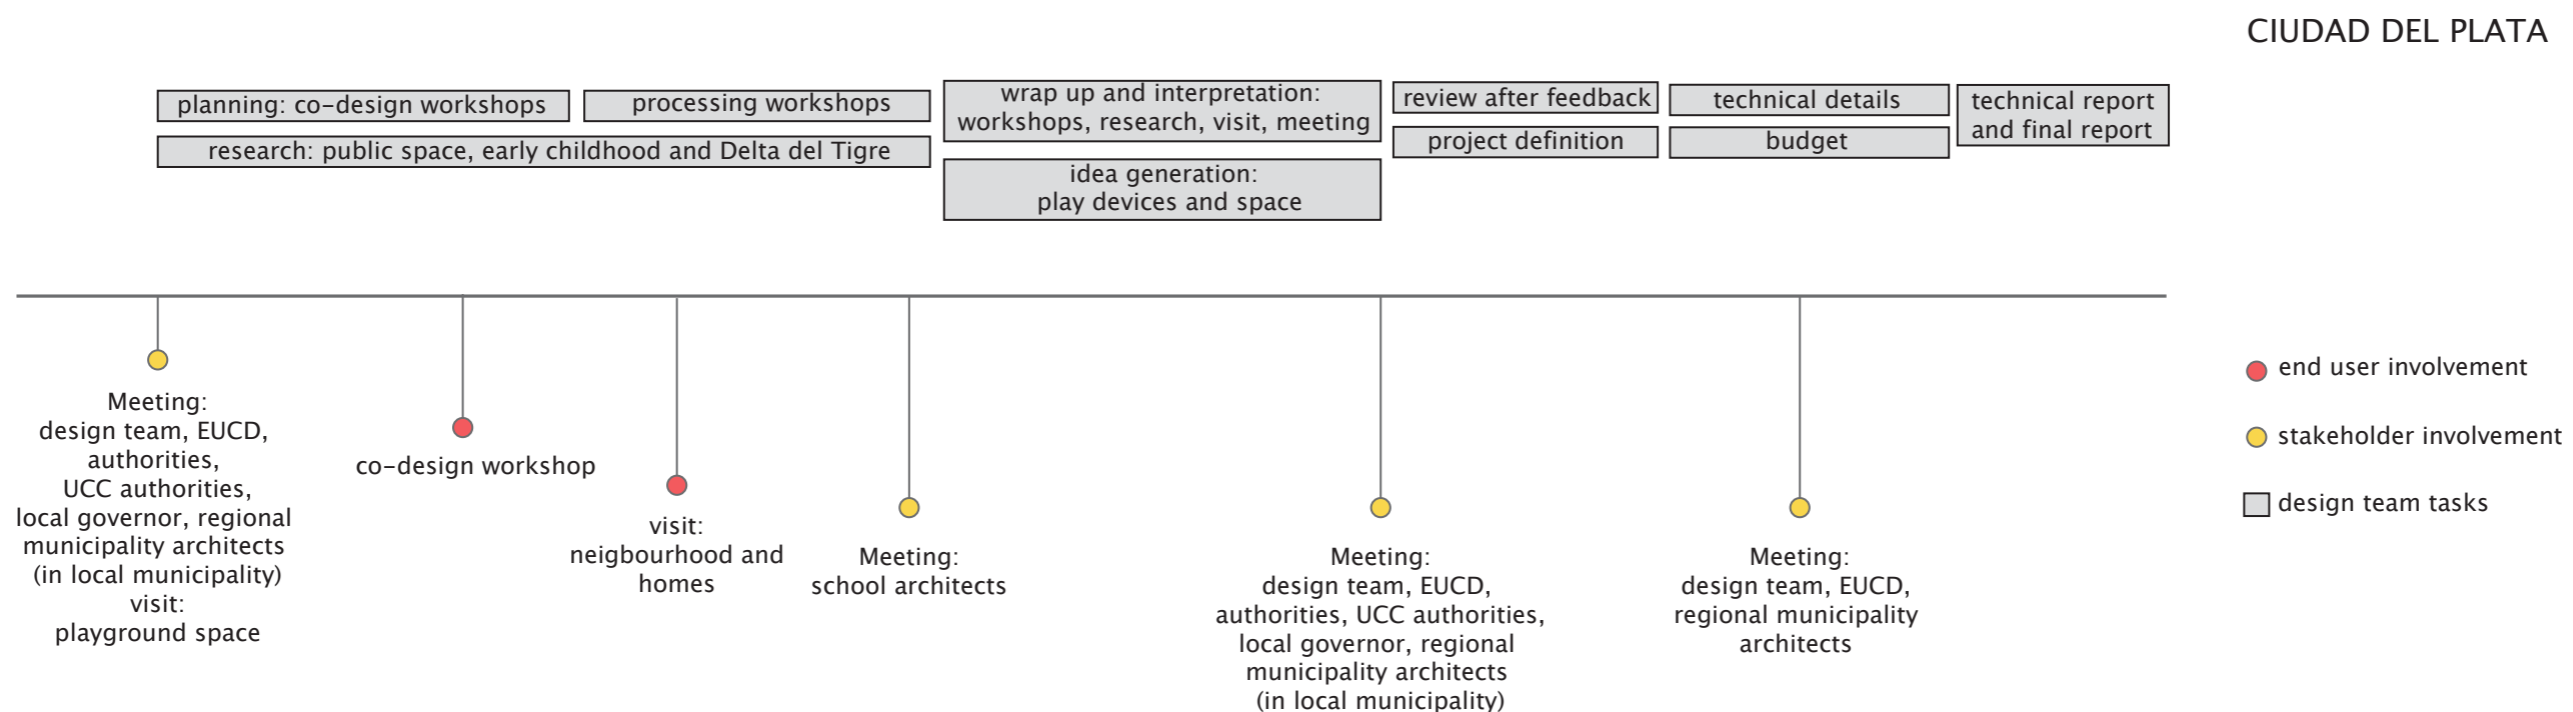 CIUDAD DEL PLATA
planning: co-design workshops
processing workshops
research: public space, early childhood and Delta del Tigre
wrap up and interpretation:
workshops, research, visit, meeting
idea generation:
play devices and space
review after feedback
project definition
technical details
budget
technical report
and final report
Meeting:
design team, EUCD,
authorities,
UCC authorities,
local governor, regional
municipality architects
(in local municipality)
visit:
playground space
co-design workshop
visit:
neigbourhood and
homes
Meeting:
school architects
Meeting:
design team, EUCD,
authorities, UCC authorities,
local governor, regional
municipality architects
(in local municipality)
Meeting:
design team, EUCD,
regional municipality
architects
end user involvement
stakeholder involvement
design team tasks